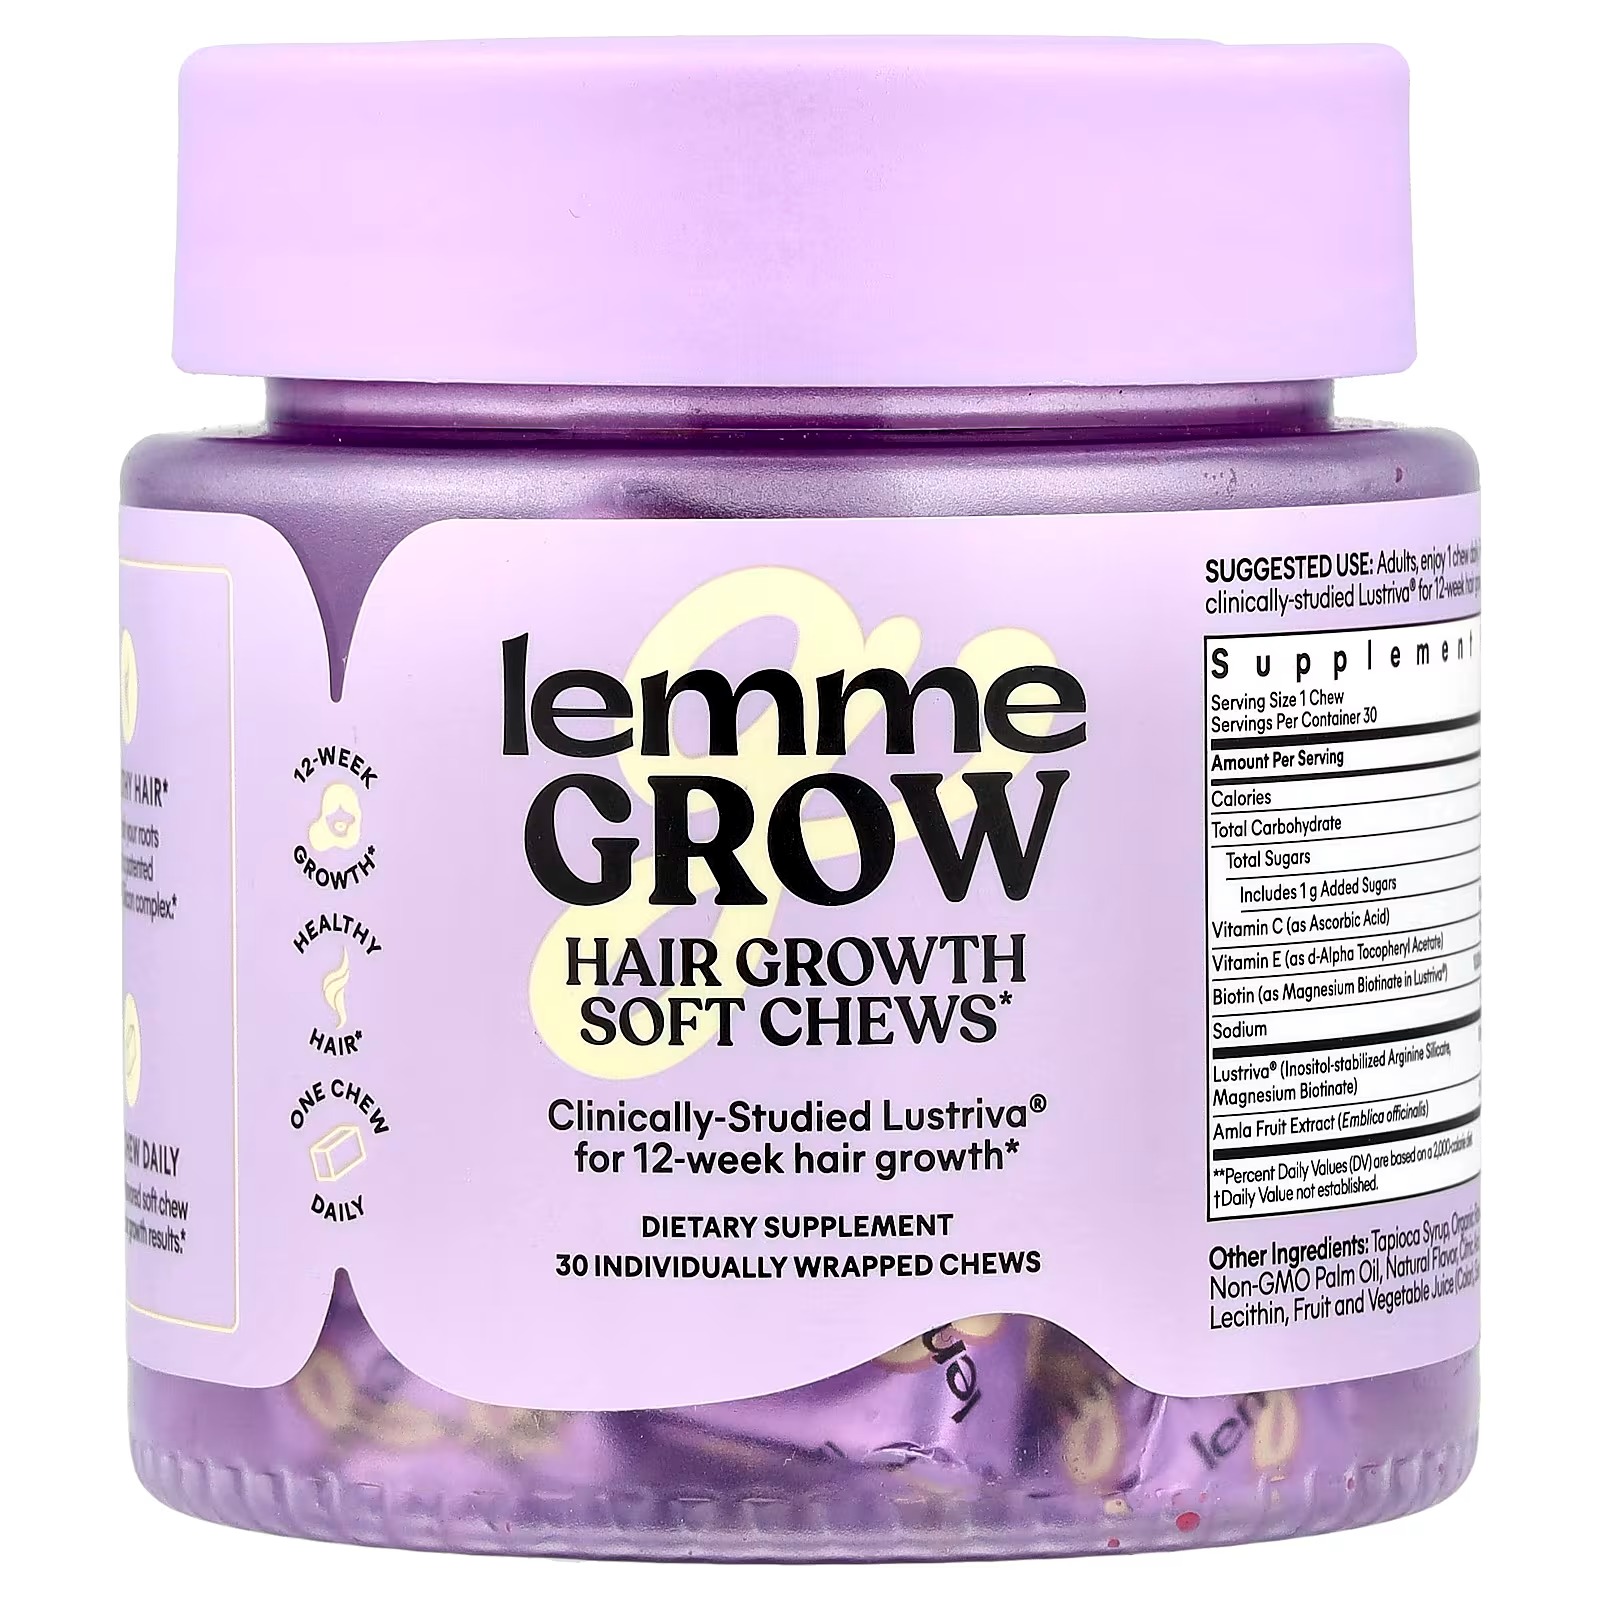 HY HAIR*
your roots
patented
complex.*
DAILY
soft chew
growth results.*
12-WEEK
GROWTH*
HEALTHY
HAIR*
ONE CHEW
DAILY
lemme
GROW
HAIR GROWTH
SOFT CHEWS*
Clinically-Studied Lustriva®
for 12-week hair growth*
DIETARY SUPPLEMENT
30 INDIVIDUALLY WRAPPED CHEWS
SUGGESTED USE: Adults, enjoy 1 chew
clinically-studied Lustriva® for 12-week
Supplement
Serving Size 1 Chew
Servings Per Container 30
Amount Per Serving
Calories
Total Carbohydrate
Total Sugars
Includes 1 g Added Sugars
Vitamin C (as Ascorbic Acid)
Vitamin E (as d-Alpha Tocopheryl Acetate)
Biotin (as Magnesium Biotinate in Lustriva®)
Sodium
Lustriva® (Inositol-stabilized Arginine Silicate,
Magnesium Biotinate)
Amla Fruit Extract (Emblica officinalis)
**Percent Daily Values (DV) are based on a 2,000-calorie diet
†Daily Value not established.
Other Ingredients: Tapioca Syrup, Organic
Non-GMO Palm Oil, Natural Flavor,
Lecithin, Fruit and Vegetable Juice (Color),
lem
lem